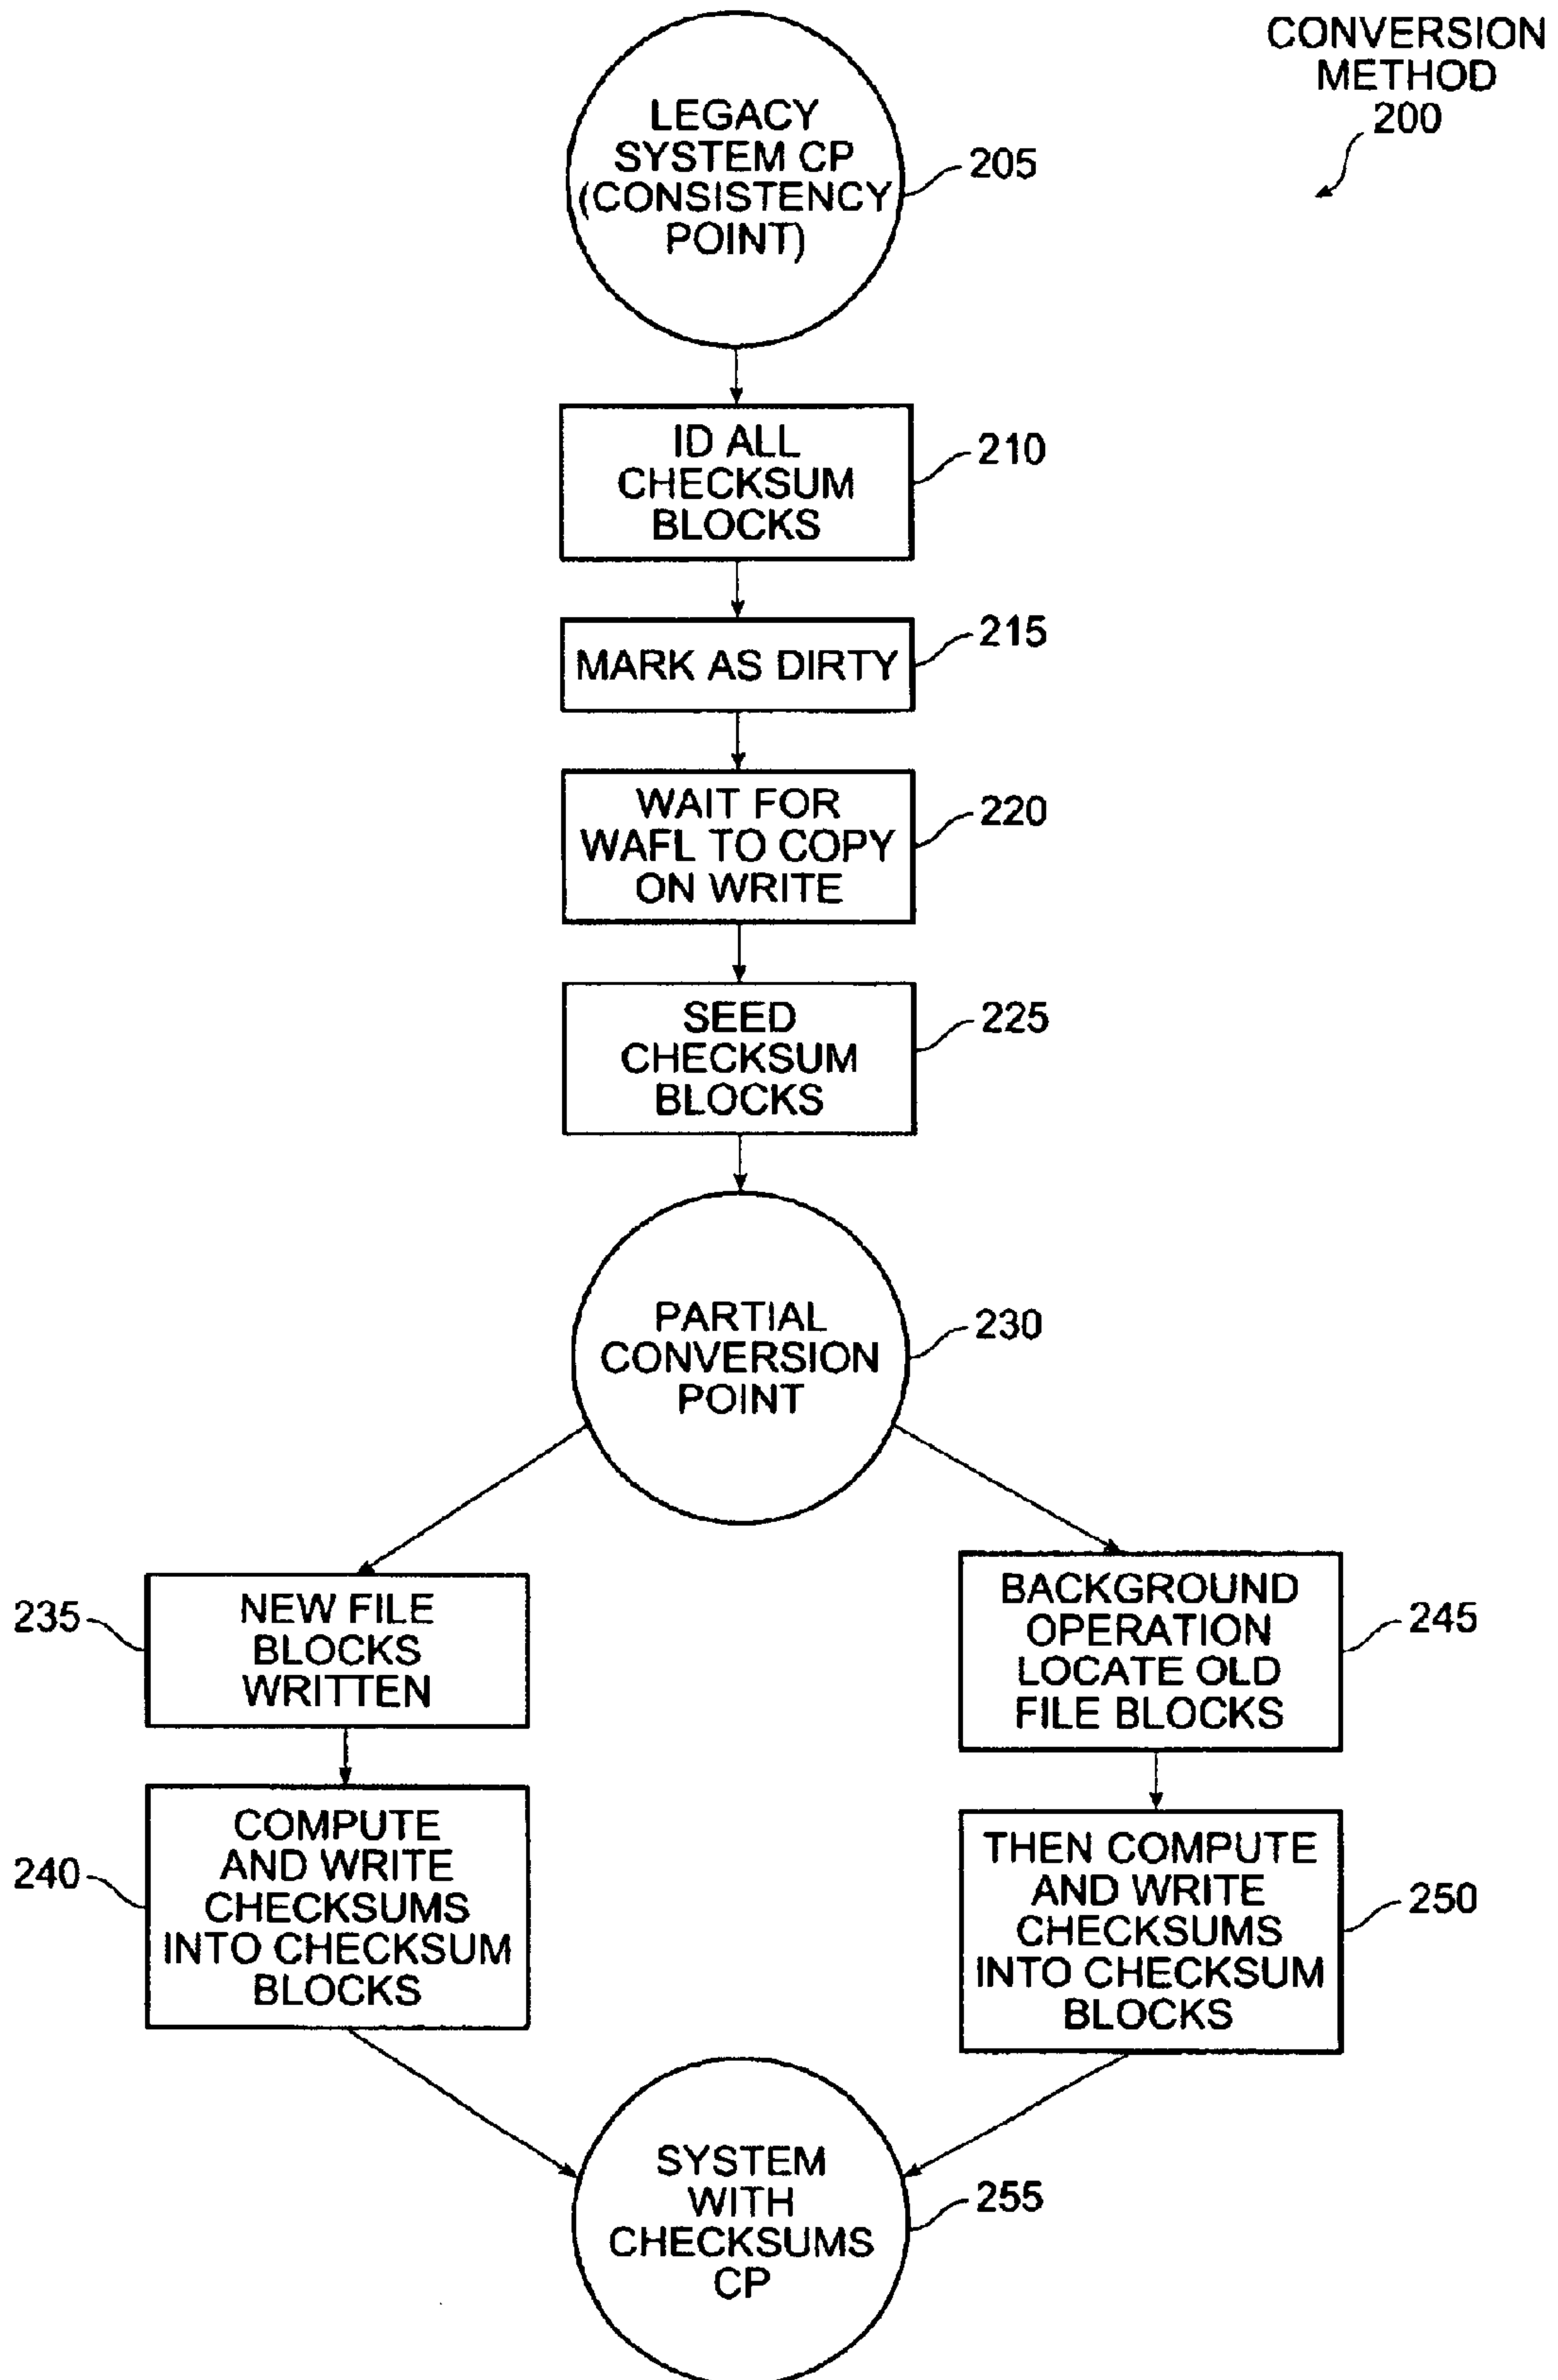 CONVERSION
METHOD
200
LEGACY
SYSTEM CP
(CONSISTENCY
POINT)
205
ID ALL
CHECKSUM
BLOCKS
210
MARK AS DIRTY
215
WAIT FOR
WAFL TO COPY
ON WRITE
220
SEED
CHECKSUM
BLOCKS
225
PARTIAL
CONVERSION
POINT
230
235
NEW FILE
BLOCKS
WRITTEN
240
COMPUTE
AND WRITE
CHECKSUMS
INTO CHECKSUM
BLOCKS
BACKGROUND
OPERATION
LOCATE OLD
FILE BLOCKS
245
THEN COMPUTE
AND WRITE
CHECKSUMS
INTO CHECKSUM
BLOCKS
250
SYSTEM
WITH
CHECKSUMS
CP
255